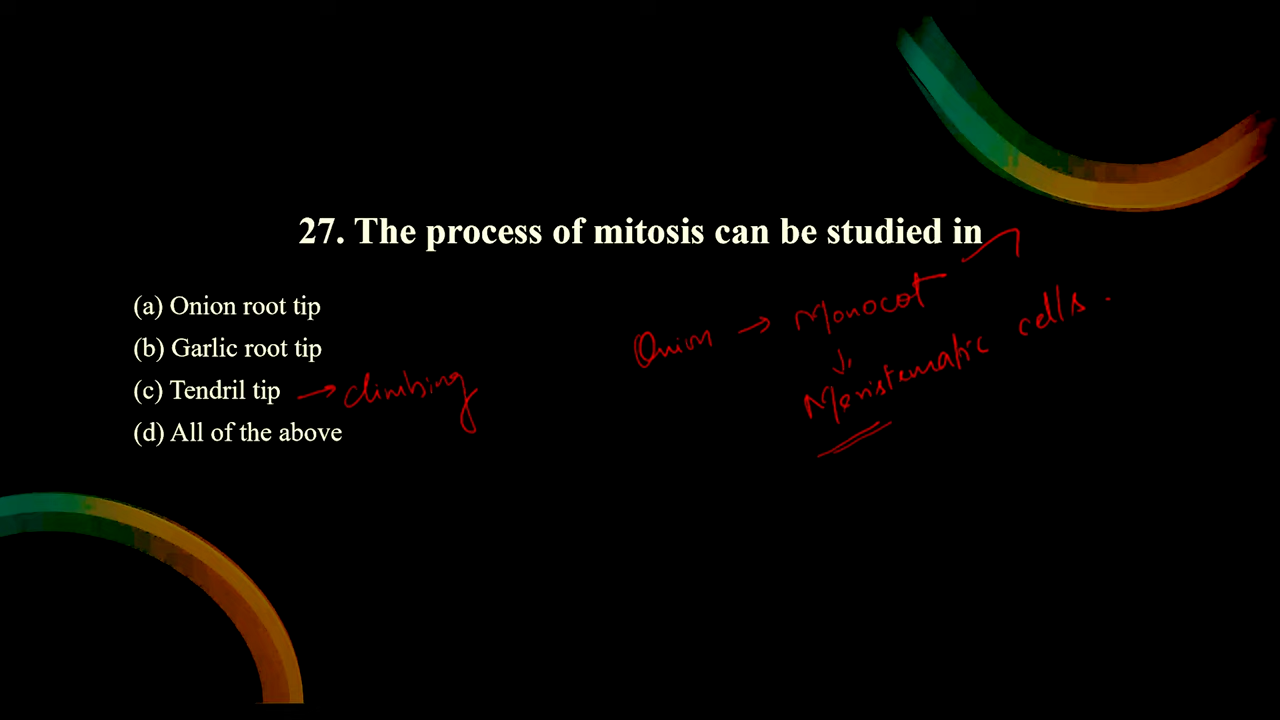 27. The process of mitosis can be studied in
(a) Onion root tip
(b) Garlic root tip
(c) Tendril tip → climbing
(d) All of the above
Onion → Monocot
↓
Meristematic cells.